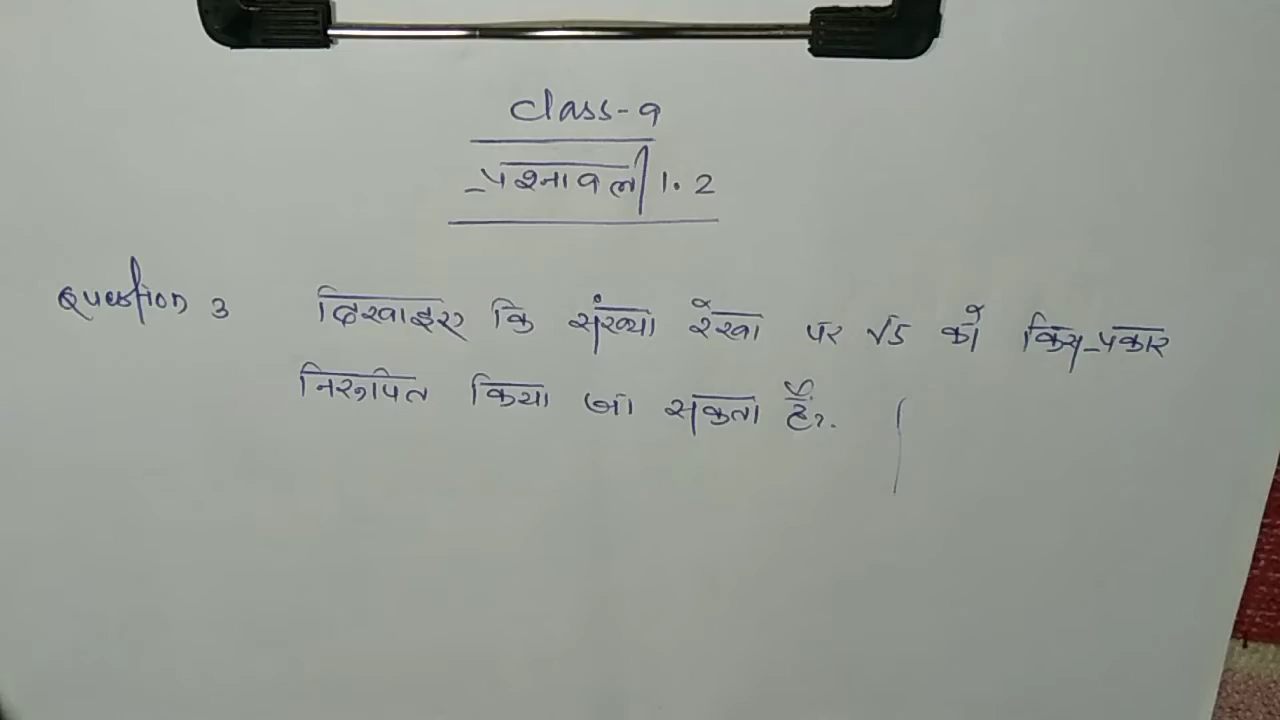 Class-9
प्रश्नावली 1.2
Question 3 दिखाइए कि संख्या रेखा पर √5 को किस प्रकार
निरूपित किया जा सकता है?.